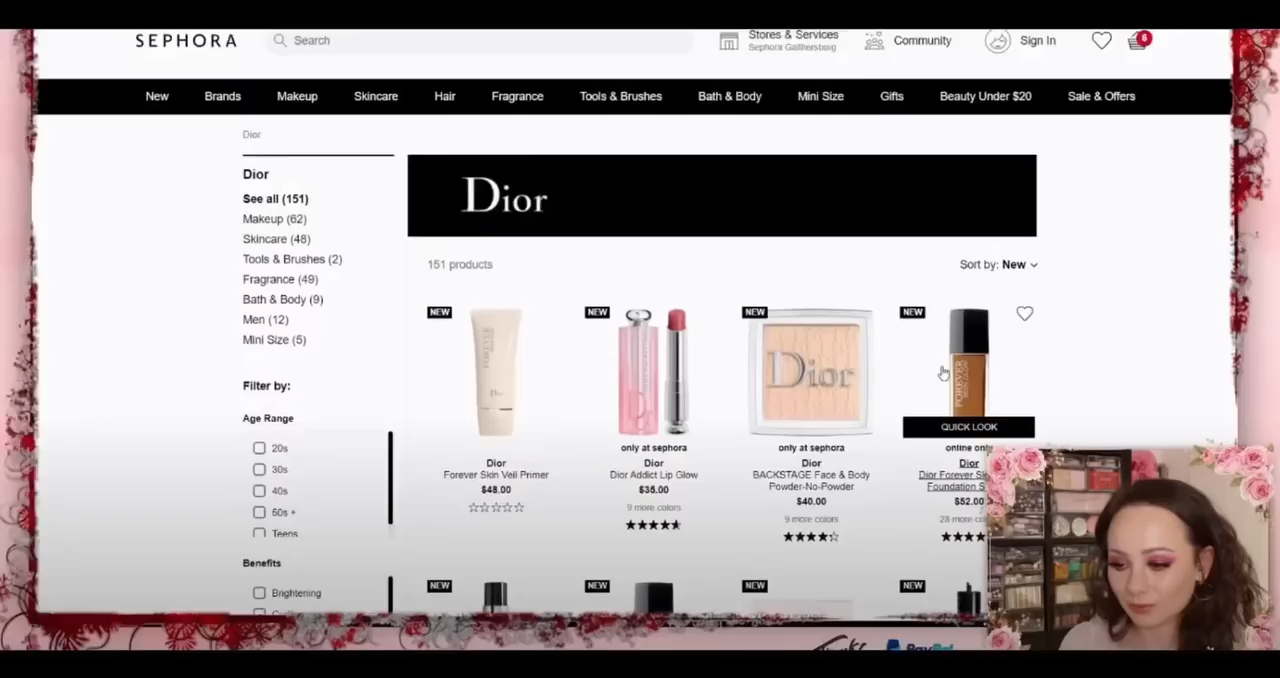 SEPHORA
Search
Stores & Services
Sephora Gaithersburg
Community
Sign In
6
New
Brands
Makeup
Skincare
Hair
Fragrance
Tools & Brushes
Bath & Body
Mini Size
Gifts
Beauty Under $20
Sale & Offers
Dior
Dior
See all (151)
Makeup (62)
Skincare (48)
Tools & Brushes (2)
Fragrance (49)
Bath & Body (9)
Men (12)
Mini Size (5)
Filter by:
Age Range
20s
30s
40s
50s +
Teens
Benefits
Brightening
Dior
151 products
Sort by: New
NEW
FOREVER
Dior
Forever Skin Veil Primer
$48.00
NEW
only at sephora
Dior
Dior Addict Lip Glow
$35.00
9 more colors
NEW
Dior
only at sephora
Dior
BACKSTAGE Face & Body
Powder-No-Powder
$40.00
9 more colors
NEW
FOREVER
QUICK LOOK
online only
Dior
Dior Forever
Foundation
$52.00
28 more
NEW
NEW
NEW
NEW
Thanks